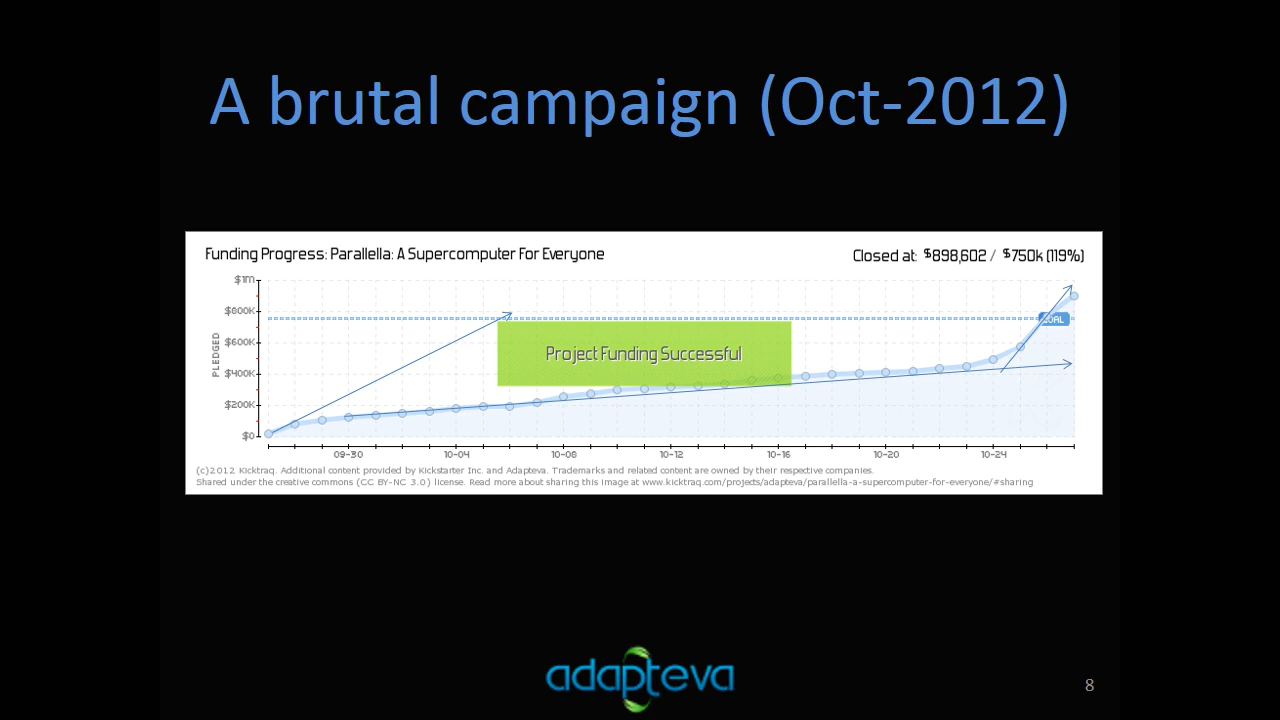 A brutal campaign (Oct-2012)
Funding Progress: Parallella: A Supercomputer For Everyone
Closed at: $898,602 / $750k (119%)
$1m
$800K
$600K
$400K
$200K
$0
PLEDGED
GOAL
Project Funding Successful
09-30
10-04
10-08
10-12
10-16
10-20
10-24
(c)2012 Kicktraq. Additional content provided by Kickstarter Inc. and Adapteva. Trademarks and related content are owned by their respective companies.
Shared under the creative commons (CC BY-NC 3.0) license. Read more about sharing this image at www.kicktraq.com/projects/adapteva/parallella-a-supercomputer-for-everyone/#sharing
adapteva
8